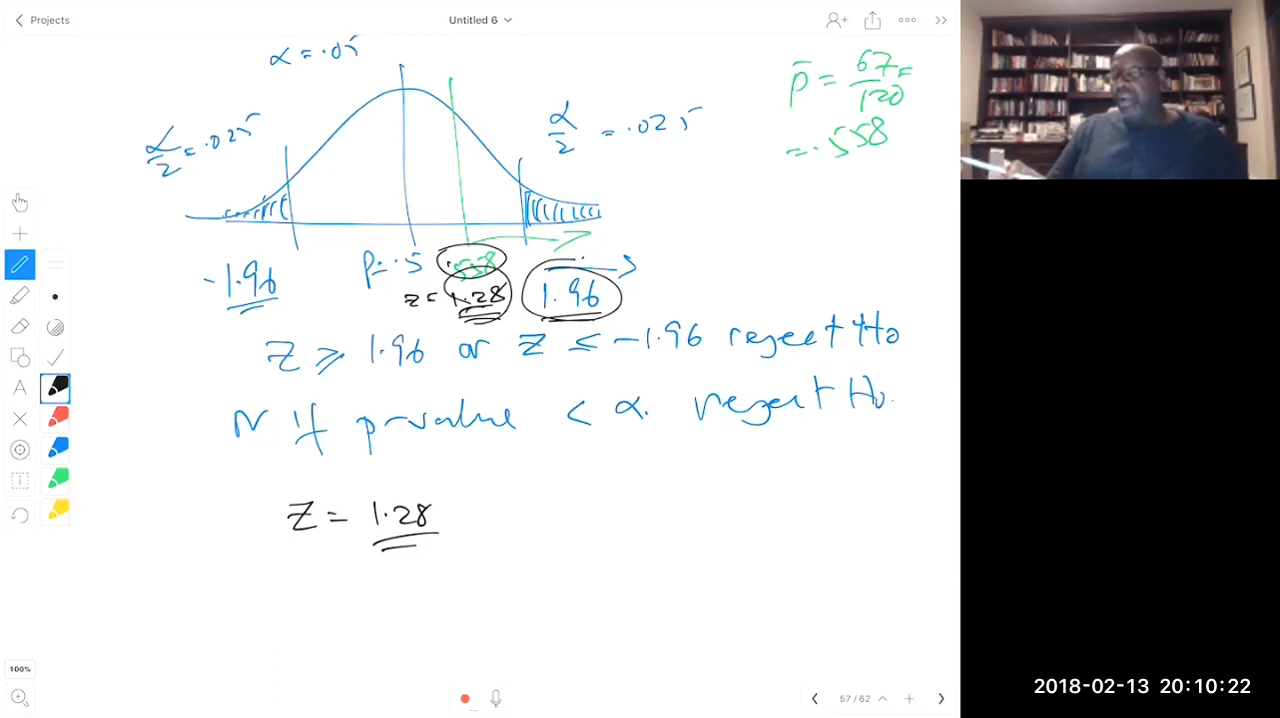 Projects
Untitled 6
α = .05
α/2 = .025
α/2 = .025
p̄ = 67/120 =
= .558
-1.96
p = .5
.558
z = 1.28
1.96
Z ≥ 1.96 or Z ≤ -1.96 reject Ho
If p-value < α. reject Ho.
Z = 1.28
A
100%
57/62
2018-02-13 20:10:22